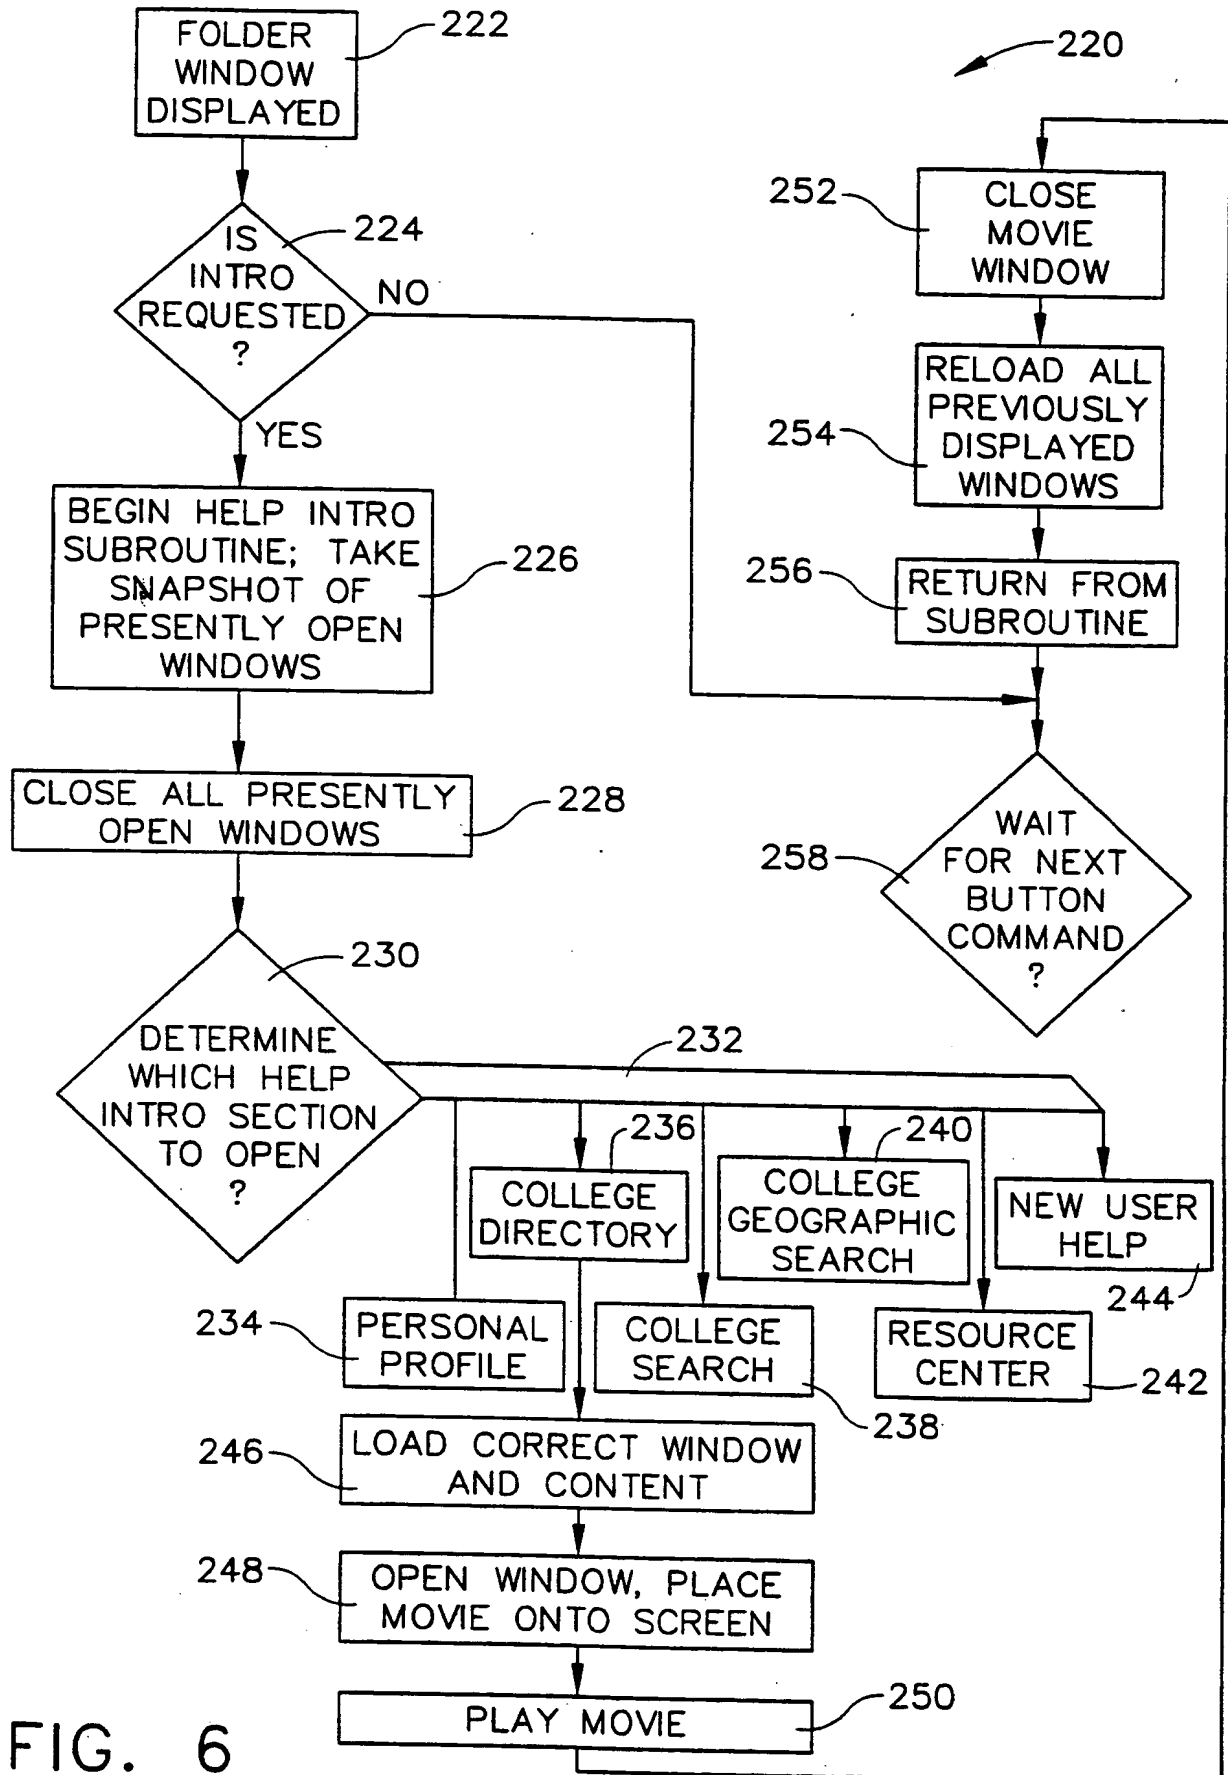 FOLDER
WINDOW
DISPLAYED
222
220
IS
INTRO
REQUESTED
?
224
NO
YES
BEGIN HELP INTRO
SUBROUTINE; TAKE
SNAPSHOT OF
PRESENTLY OPEN
WINDOWS
226
CLOSE ALL PRESENTLY
OPEN WINDOWS
228
DETERMINE
WHICH HELP
INTRO SECTION
TO OPEN
?
230
232
234
PERSONAL
PROFILE
236
COLLEGE
DIRECTORY
COLLEGE
SEARCH
238
240
COLLEGE
GEOGRAPHIC
SEARCH
RESOURCE
CENTER
242
NEW USER
HELP
244
246
LOAD CORRECT WINDOW
AND CONTENT
248
OPEN WINDOW, PLACE
MOVIE ONTO SCREEN
PLAY MOVIE
250
252
CLOSE
MOVIE
WINDOW
254
RELOAD ALL
PREVIOUSLY
DISPLAYED
WINDOWS
256
RETURN FROM
SUBROUTINE
258
WAIT
FOR NEXT
BUTTON
COMMAND
?
FIG. 6